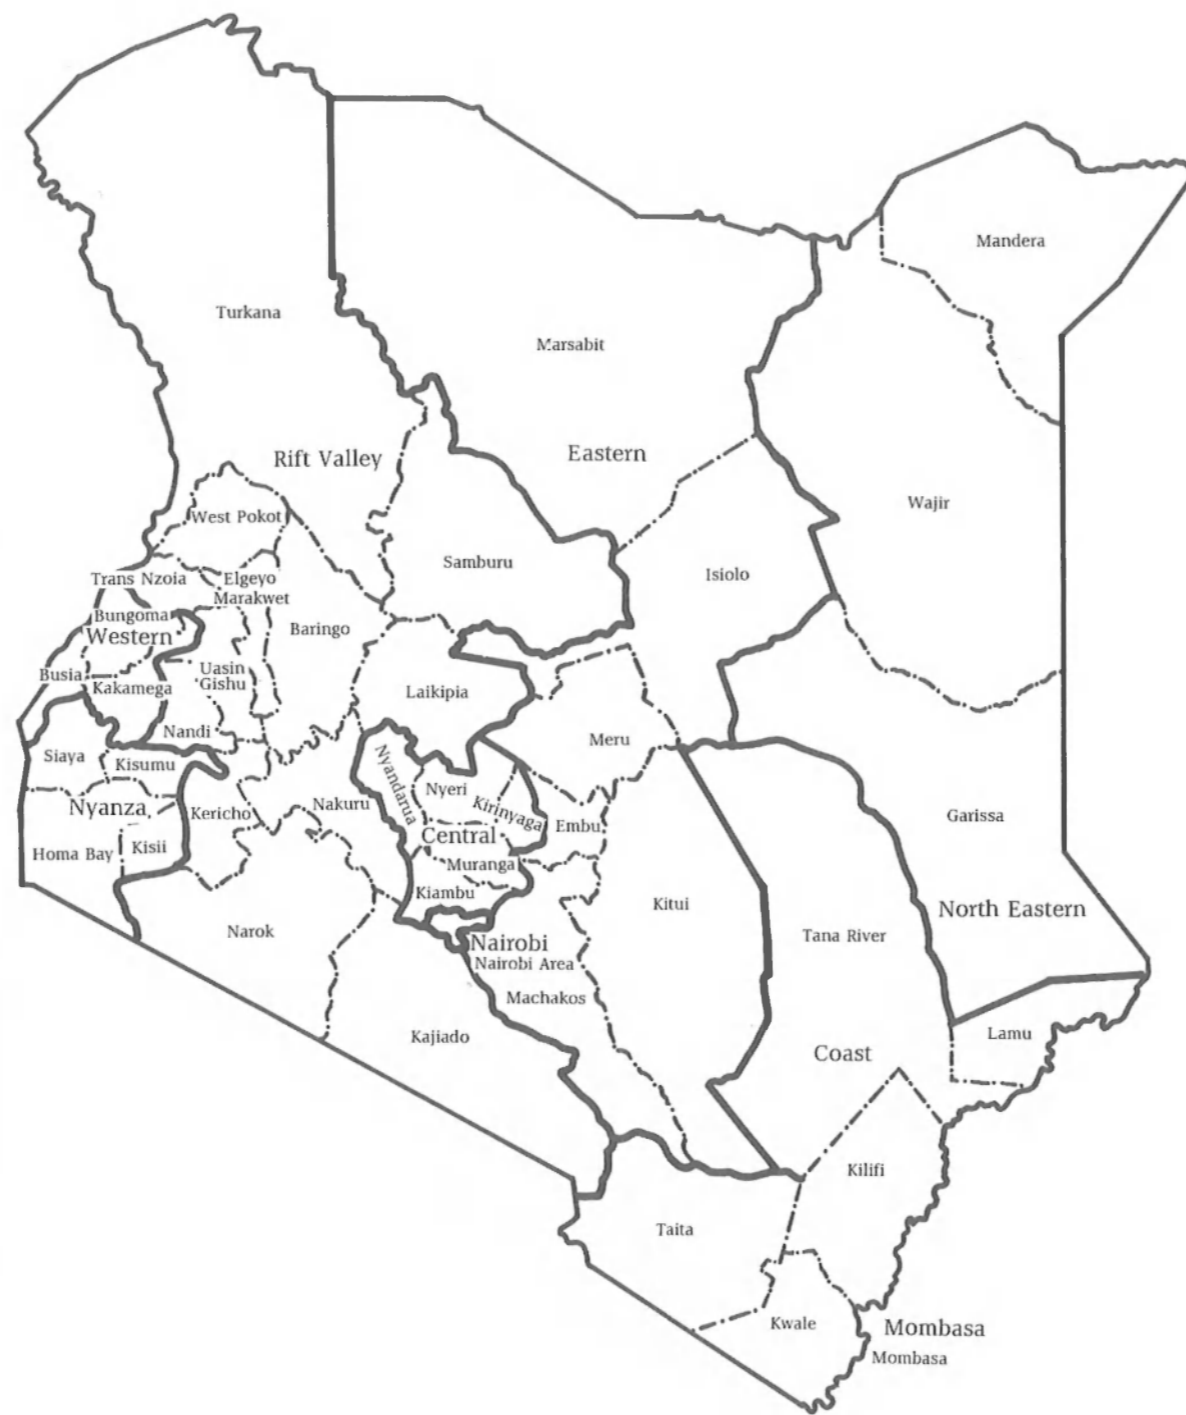 Mandera
Turkana
Marsabit
Rift Valley
Eastern
Wajir
West Pokot
Samburu
Isiolo
Trans Nzoia
Elgeyo
Marakwet
Bungoma
Western
Baringo
Busia
Kakamega
Uasin
Gishu
Laikipia
Nandi
Siaya
Kisumu
Meru
Nyandarua
Nyeri
Kirinyaga
Nyanza
Kericho
Nakuru
Garissa
Central
Embu
Homa Bay
Kisii
Muranga
Kiambu
Kitui
North Eastern
Narok
Nairobi
Nairobi Area
Tana River
Machakos
Kajiado
Lamu
Coast
Kilifi
Taita
Kwale
Mombasa
Mombasa